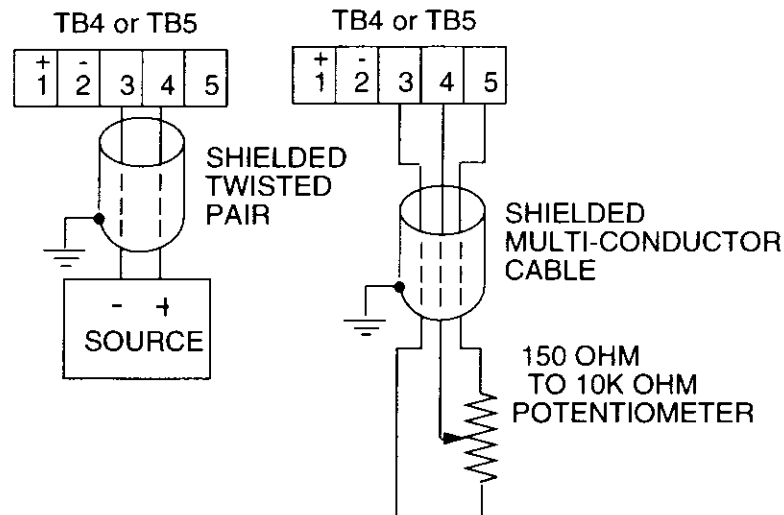 TB4 or TB5
+ -
1 2 3 4 5
SHIELDED
TWISTED
PAIR
- +
SOURCE
TB4 or TB5
+ -
1 2 3 4 5
SHIELDED
MULTI-CONDUCTOR
CABLE
150 OHM
TO 10K OHM
POTENTIOMETER